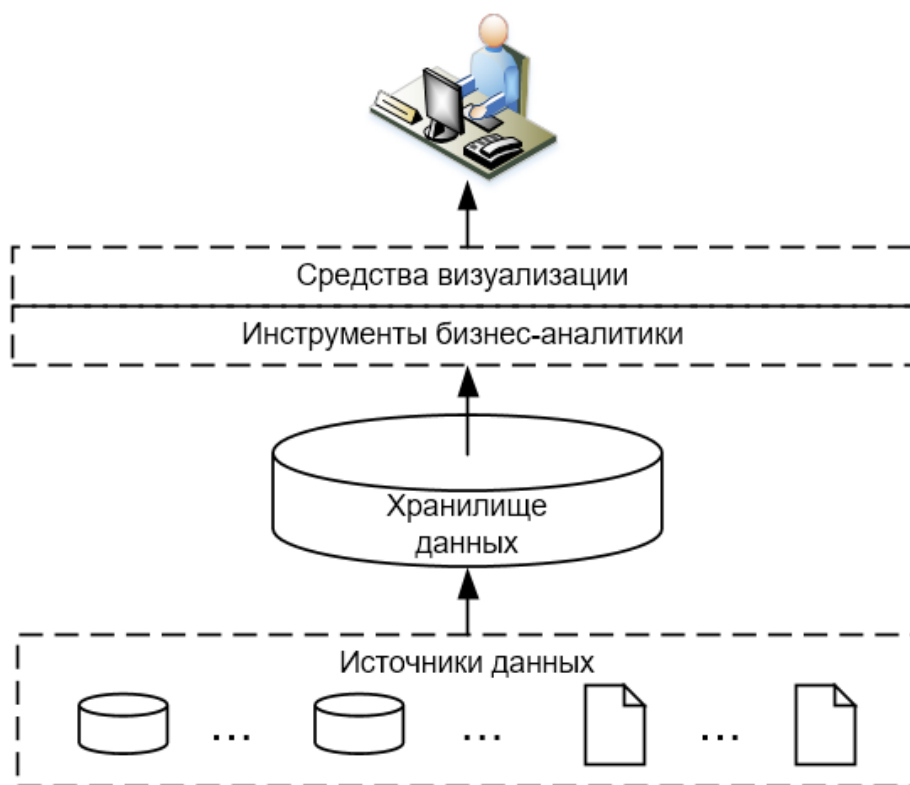 Средства визуализации
Инструменты бизнес-аналитики
Хранилище
данных
Источники данных
... ... ...